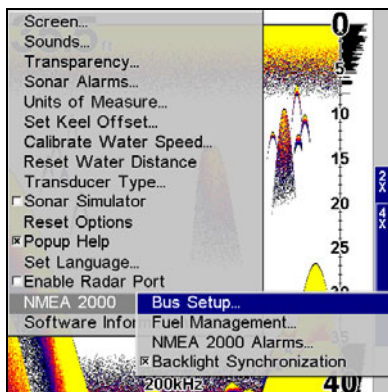 Screen...
Sounds...
Transparency...
Sonar Alarms...
Units of Measure...
Set Keel Offset...
Calibrate Water Speed...
Reset Water Distance
Transducer Type...
Sonar Simulator
Reset Options
Popup Help
Set Language...
Enable Radar Port
NMEA 2000
Software Infor
Bus Setup...
Fuel Management...
NMEA 2000 Alarms...
Backlight Synchronization
200kHz
0
5
10
15
20
25
30
35
40
2X
4X